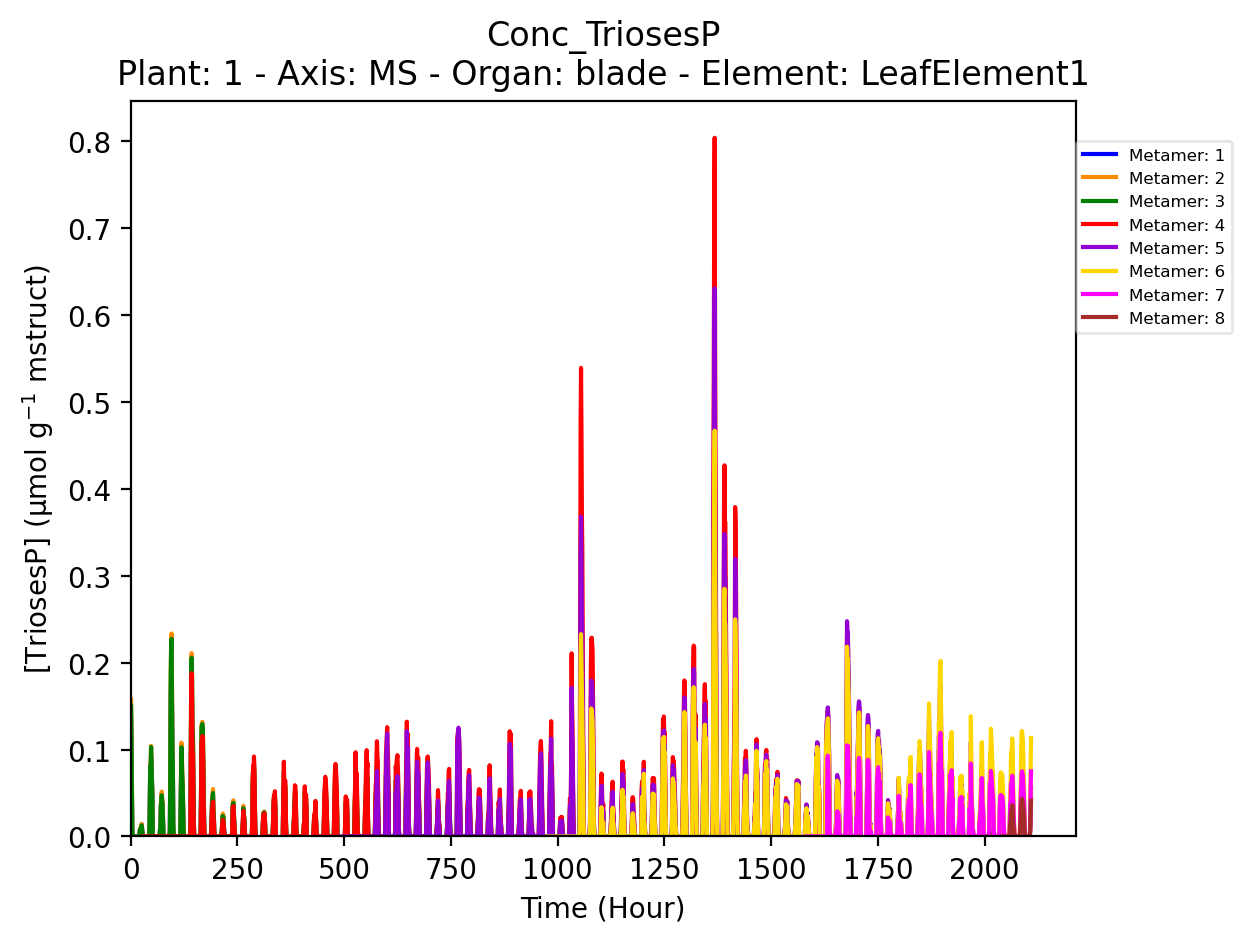 Conc_TriosesP
Plant: 1 - Axis: MS - Organ: blade - Element: LeafElement1
[TriosesP] (µmol g⁻¹ mstruct)
0.8
0.7
0.6
0.5
0.4
0.3
0.2
0.1
0.0
0 250 500 750 1000 1250 1500 1750 2000
Time (Hour)
Metamer: 1
Metamer: 2
Metamer: 3
Metamer: 4
Metamer: 5
Metamer: 6
Metamer: 7
Metamer: 8